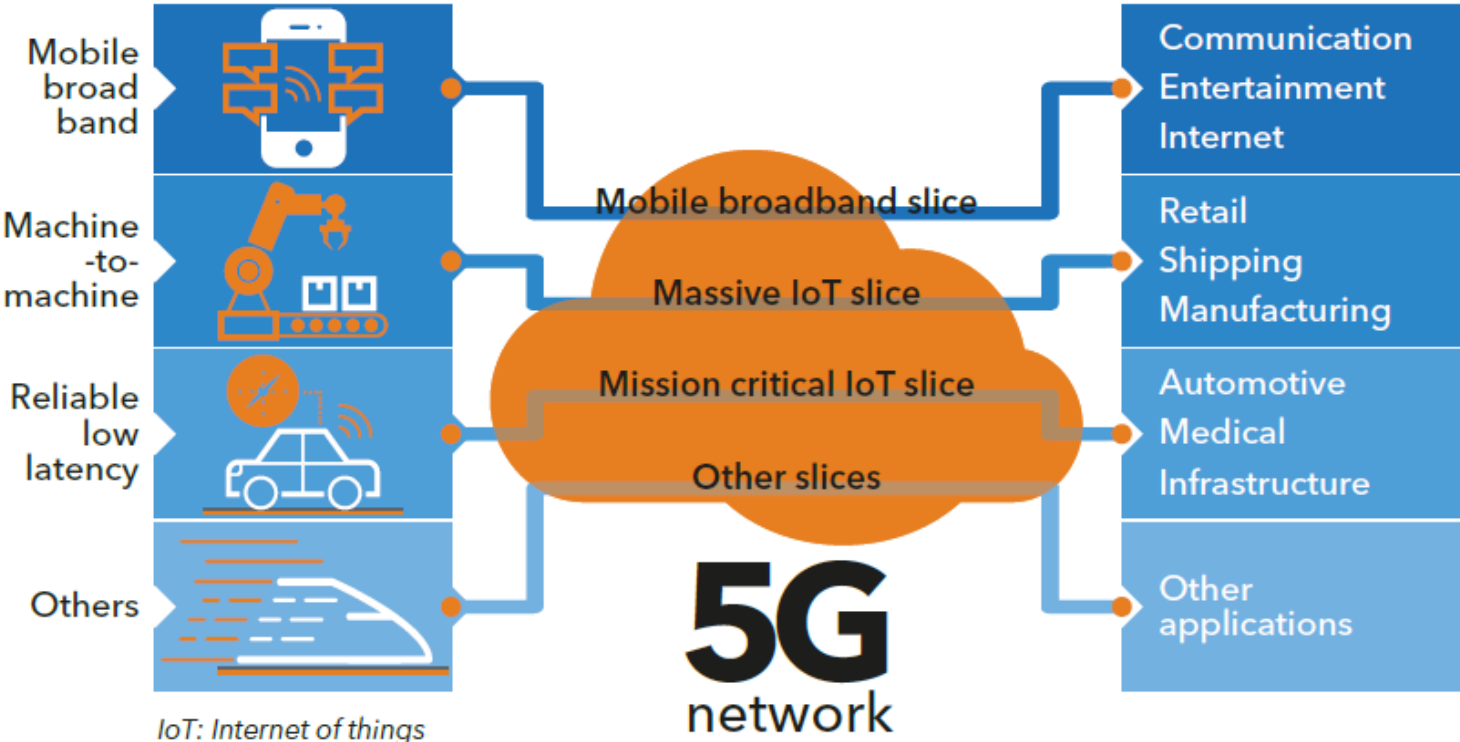 Mobile
broad
band
Machine
-to-
machine
Reliable
low
latency
Others
Mobile broadband slice
Massive IoT slice
Mission critical IoT slice
Other slices
5G
network
Communication
Entertainment
Internet
Retail
Shipping
Manufacturing
Automotive
Medical
Infrastructure
Other
applications
IoT: Internet of things